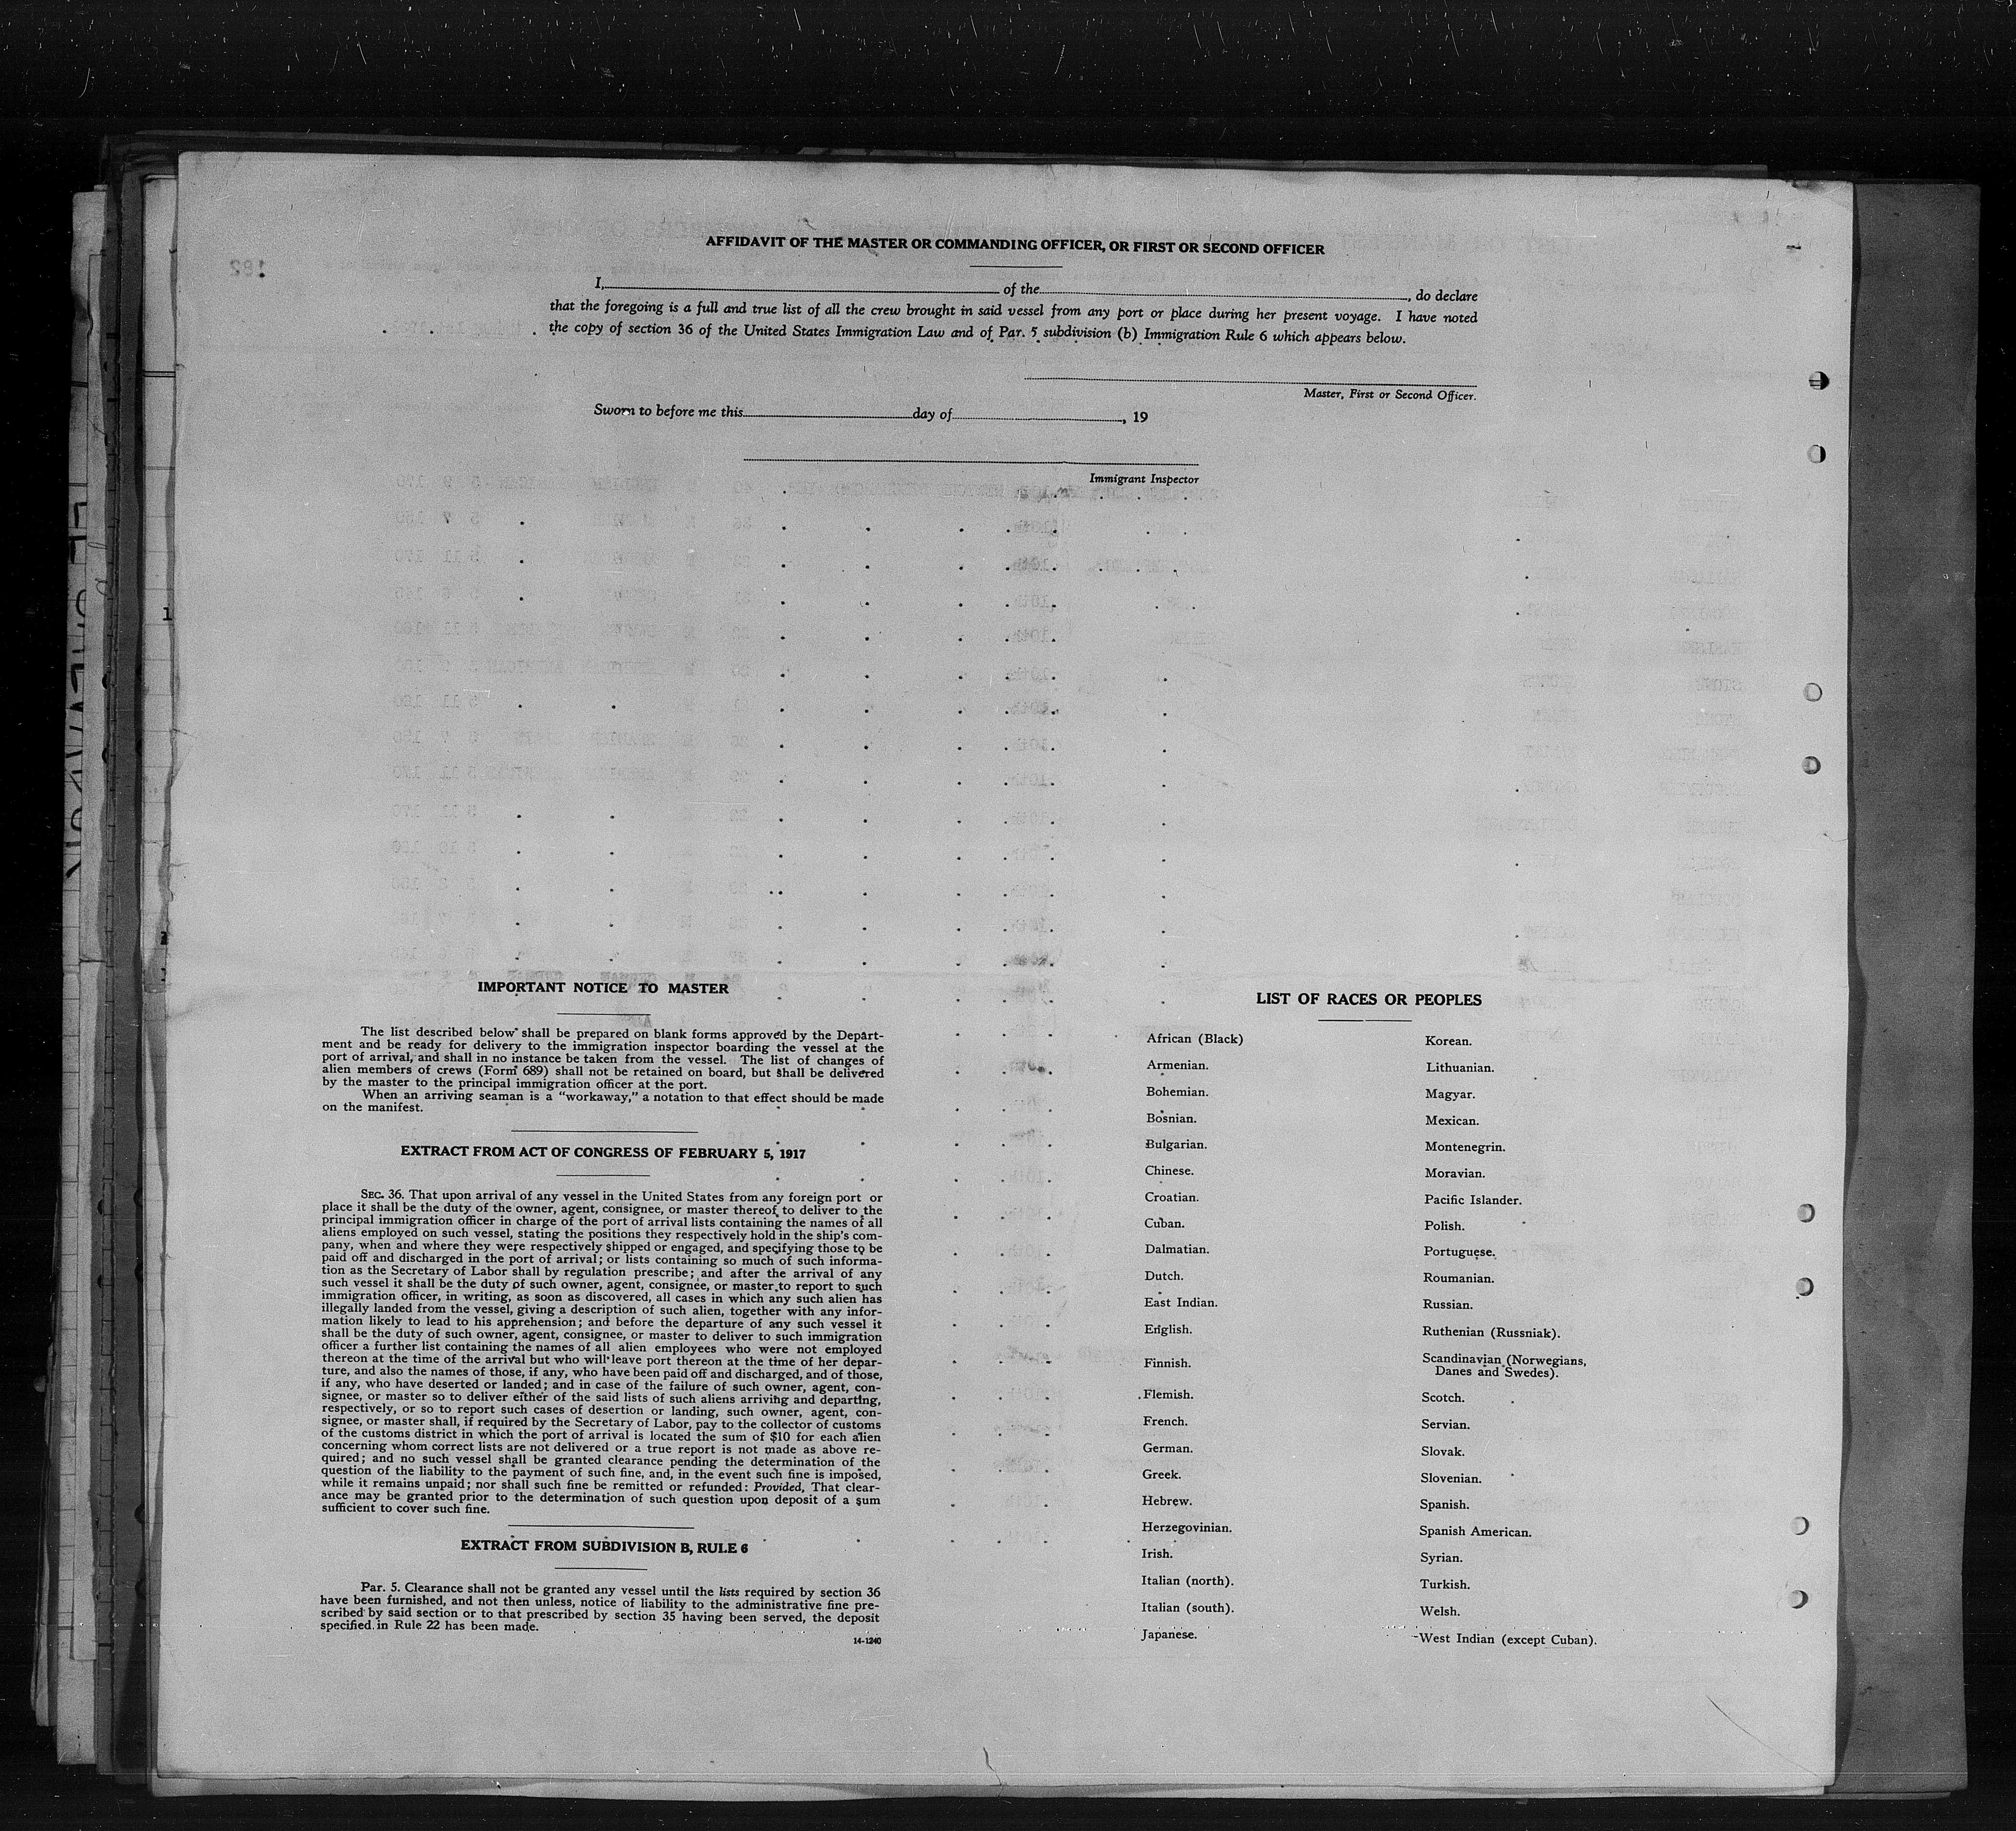 AFFIDAVIT OF THE MASTER OR COMMANDING OFFICER, OR FIRST OR SECOND OFFICER
I, of the , do declare
that the foregoing is a full and true list of all the crew brought in said vessel from any port or place during her present voyage. I have noted
the copy of section 36 of the United States Immigration Law and of Par. 5 subdivision (b) Immigration Rule 6 which appears below.
Master, First or Second Officer.
Sworn to before me this day of , 19
Immigrant Inspector
IMPORTANT NOTICE TO MASTER
The list described below shall be prepared on blank forms approved by the Depart-
ment and be ready for delivery to the immigration inspector boarding the vessel at the
port of arrival, and shall in no instance be taken from the vessel. The list of changes of
alien members of crews (Form 689) shall not be retained on board, but shall be delivered
by the master to the principal immigration officer at the port.
When an arriving seaman is a "workaway," a notation to that effect should be made
on the manifest.
EXTRACT FROM ACT OF CONGRESS OF FEBRUARY 5, 1917
SEC. 36. That upon arrival of any vessel in the United States from any foreign port or
place it shall be the duty of the owner, agent, consignee, or master thereof to deliver to the
principal immigration officer in charge of the port of arrival lists containing the names of all
aliens employed on such vessel, stating the positions they respectively hold in the ship's com-
pany, when and where they were respectively shipped or engaged, and specifying those to be
paid off and discharged in the port of arrival; or lists containing so much of such informa-
tion as the Secretary of Labor shall by regulation prescribe; and after the arrival of any
such vessel it shall be the duty of such owner, agent, consignee, or master to report to such
immigration officer, in writing, as soon as discovered, all cases in which any such alien has
illegally landed from the vessel, giving a description of such alien, together with any infor-
mation likely to lead to his apprehension; and before the departure of any such vessel it
shall be the duty of such owner, agent, consignee, or master to deliver to such immigration
officer a further list containing the names of all alien employees who were not employed
thereon at the time of the arrival but who will leave port thereon at the time of her depar-
ture, and also the names of those, if any, who have been paid off and discharged, and of those,
if any, who have deserted or landed; and in case of the failure of such owner, agent, con-
signee, or master so to deliver either of the said lists of such aliens arriving and departing,
respectively, or so to report such cases of desertion or landing, such owner, agent, con-
signee, or master shall, if required by the Secretary of Labor, pay to the collector of customs
of the customs district in which the port of arrival is located the sum of $10 for each alien
concerning whom correct lists are not delivered or a true report is not made as above re-
quired; and no such vessel shall be granted clearance pending the determination of the
question of the liability to the payment of such fine, and, in the event such fine is imposed,
while it remains unpaid; nor shall such fine be remitted or refunded: Provided, That clear-
ance may be granted prior to the determination of such question upon deposit of a sum
sufficient to cover such fine.
EXTRACT FROM SUBDIVISION B, RULE 6
Par. 5. Clearance shall not be granted any vessel until the lists required by section 36
have been furnished, and not then unless, notice of liability to the administrative fine pre-
scribed by said section or to that prescribed by section 35 having been served, the deposit
specified in Rule 22 has been made.
14-1240
LIST OF RACES OR PEOPLES
African (Black)
Armenian.
Bohemian.
Bosnian.
Bulgarian.
Chinese.
Croatian.
Cuban.
Dalmatian.
Dutch.
East Indian.
English.
Finnish.
Flemish.
French.
German.
Greek.
Hebrew.
Herzegovinian.
Irish.
Italian (north).
Italian (south).
Japanese.
Korean.
Lithuanian.
Magyar.
Mexican.
Montenegrin.
Moravian.
Pacific Islander.
Polish.
Portuguese.
Roumanian.
Russian.
Ruthenian (Russniak).
Scandinavian (Norwegians,
Danes and Swedes).
Scotch.
Servian.
Slovak.
Slovenian.
Spanish.
Spanish American.
Syrian.
Turkish.
Welsh.
West Indian (except Cuban).